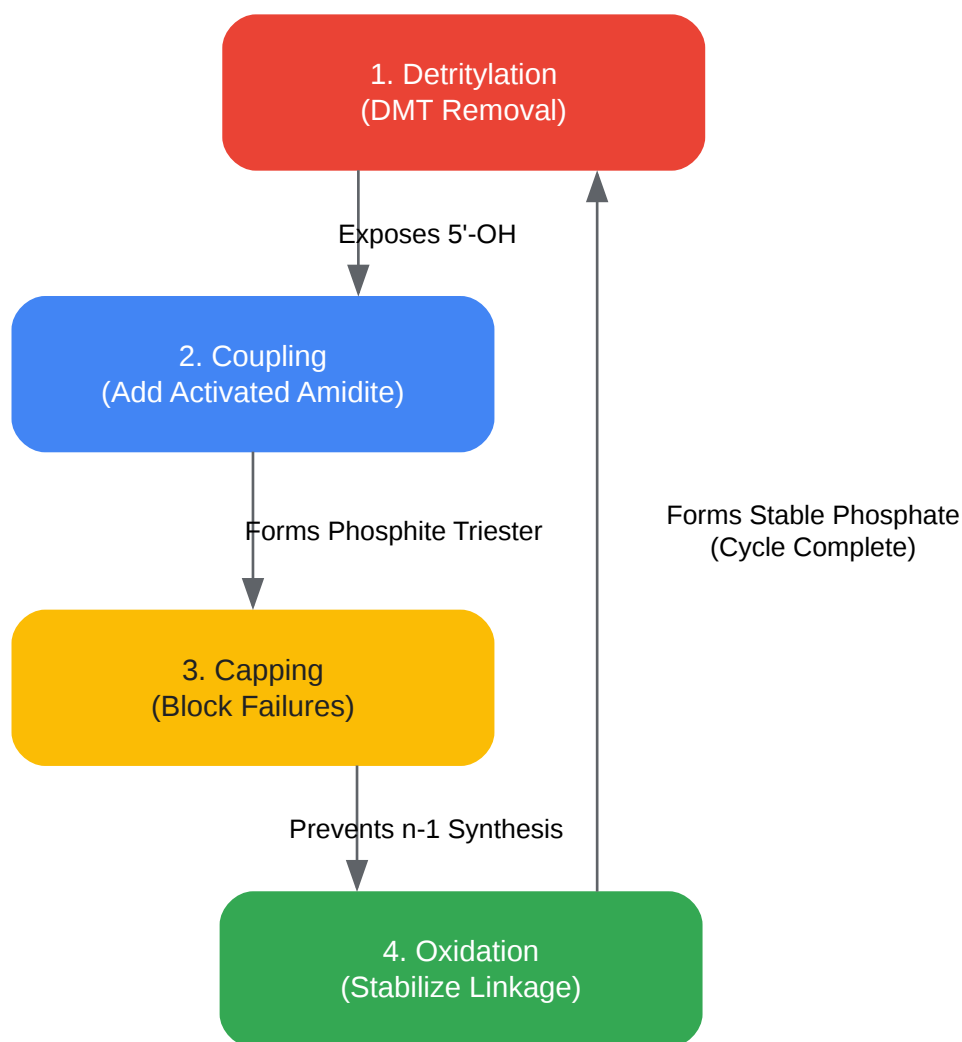 1. Detritylation
(DMT Removal)
Exposes 5'-OH
2. Coupling
(Add Activated Amidite)
Forms Phosphite Triester
Forms Stable Phosphate
(Cycle Complete)
3. Capping
(Block Failures)
Prevents n-1 Synthesis
4. Oxidation
(Stabilize Linkage)